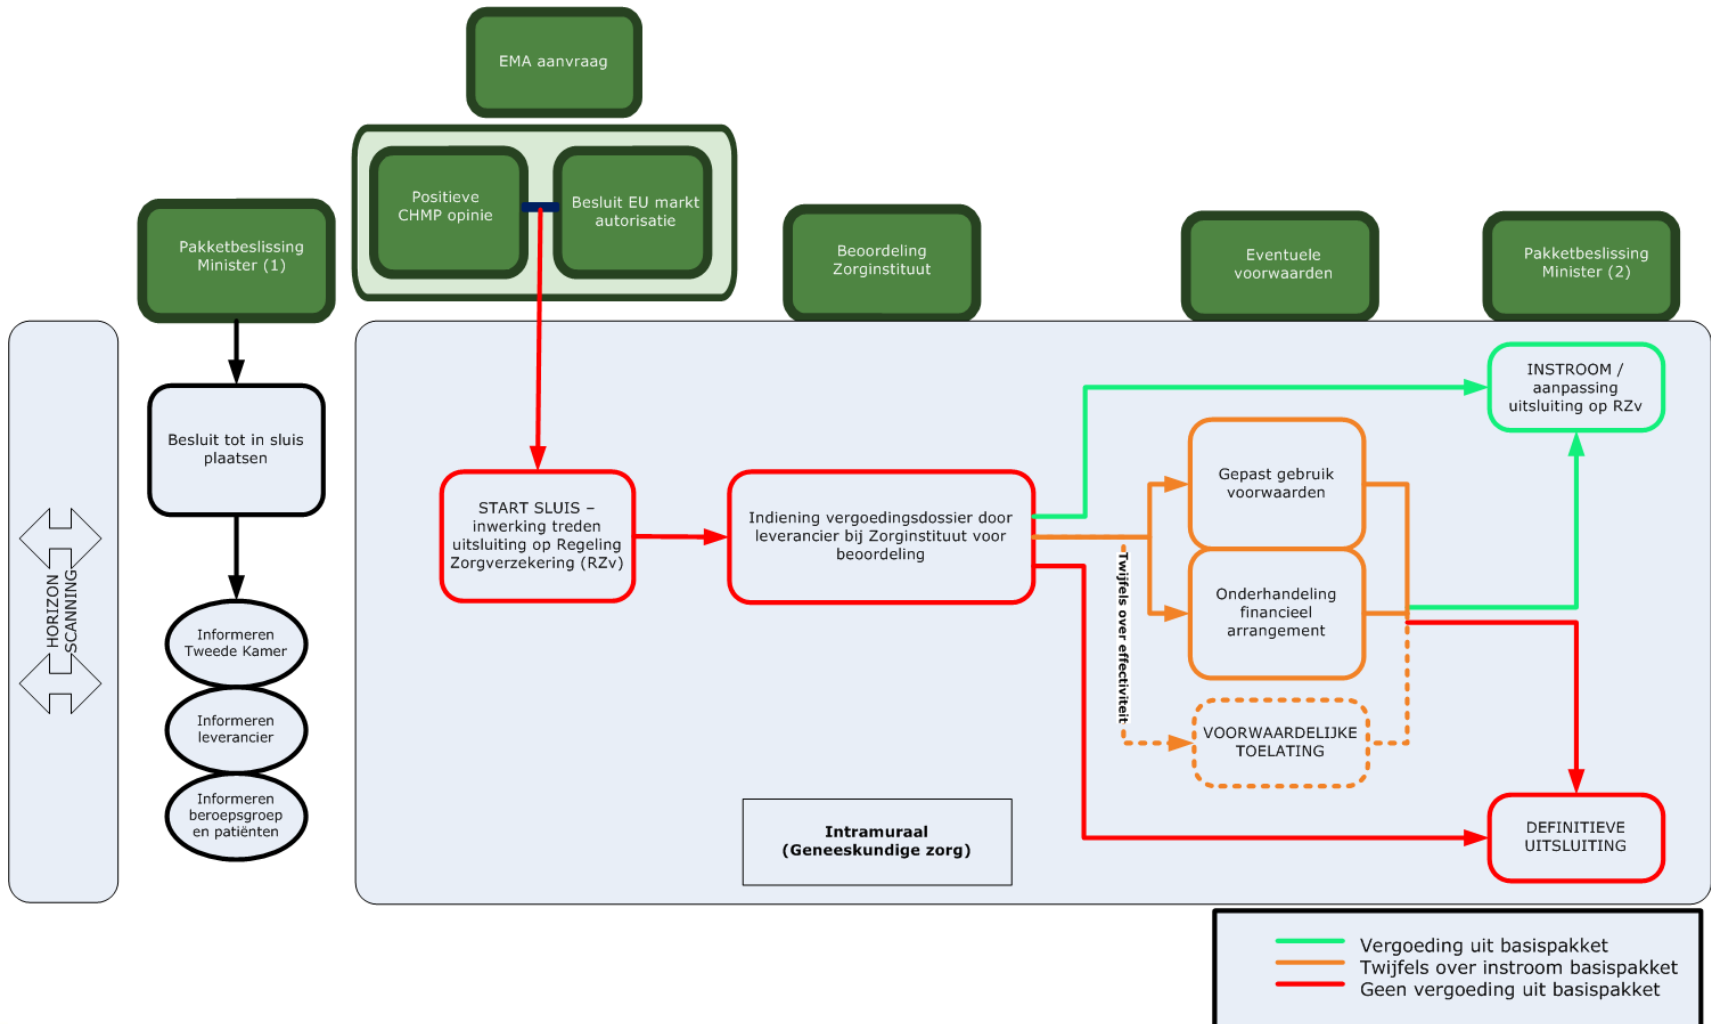 EMA aanvraag
Positieve
CHMP opinie
Besluit EU markt
autorisatie
Pakketbeslissing
Minister (1)
Beoordeling
Zorginstituut
Eventuele
voorwaarden
Pakketbeslissing
Minister (2)
HORIZON
SCANNING
Besluit tot in sluis
plaatsen
Informeren
Tweede Kamer
Informeren
leverancier
Informeren
beroepsgroep
en patiënten
START SLUIS –
inwerking treden
uitsluiting op Regeling
Zorgverzekering (RZv)
Indiening vergoedingsdossier door
leverancier bij Zorginstituut voor
beoordeling
Twijfels over effectiviteit
Gepast gebruik
voorwaarden
Onderhandeling
financieel
arrangement
VOORWAARDELIJKE
TOELATING
INSTROOM /
aanpassing
uitsluiting op RZv
DEFINITIEVE
UITSLUITING
Intramuraal
(Geneeskundige zorg)
Vergoeding uit basispakket
Twijfels over instroom basispakket
Geen vergoeding uit basispakket